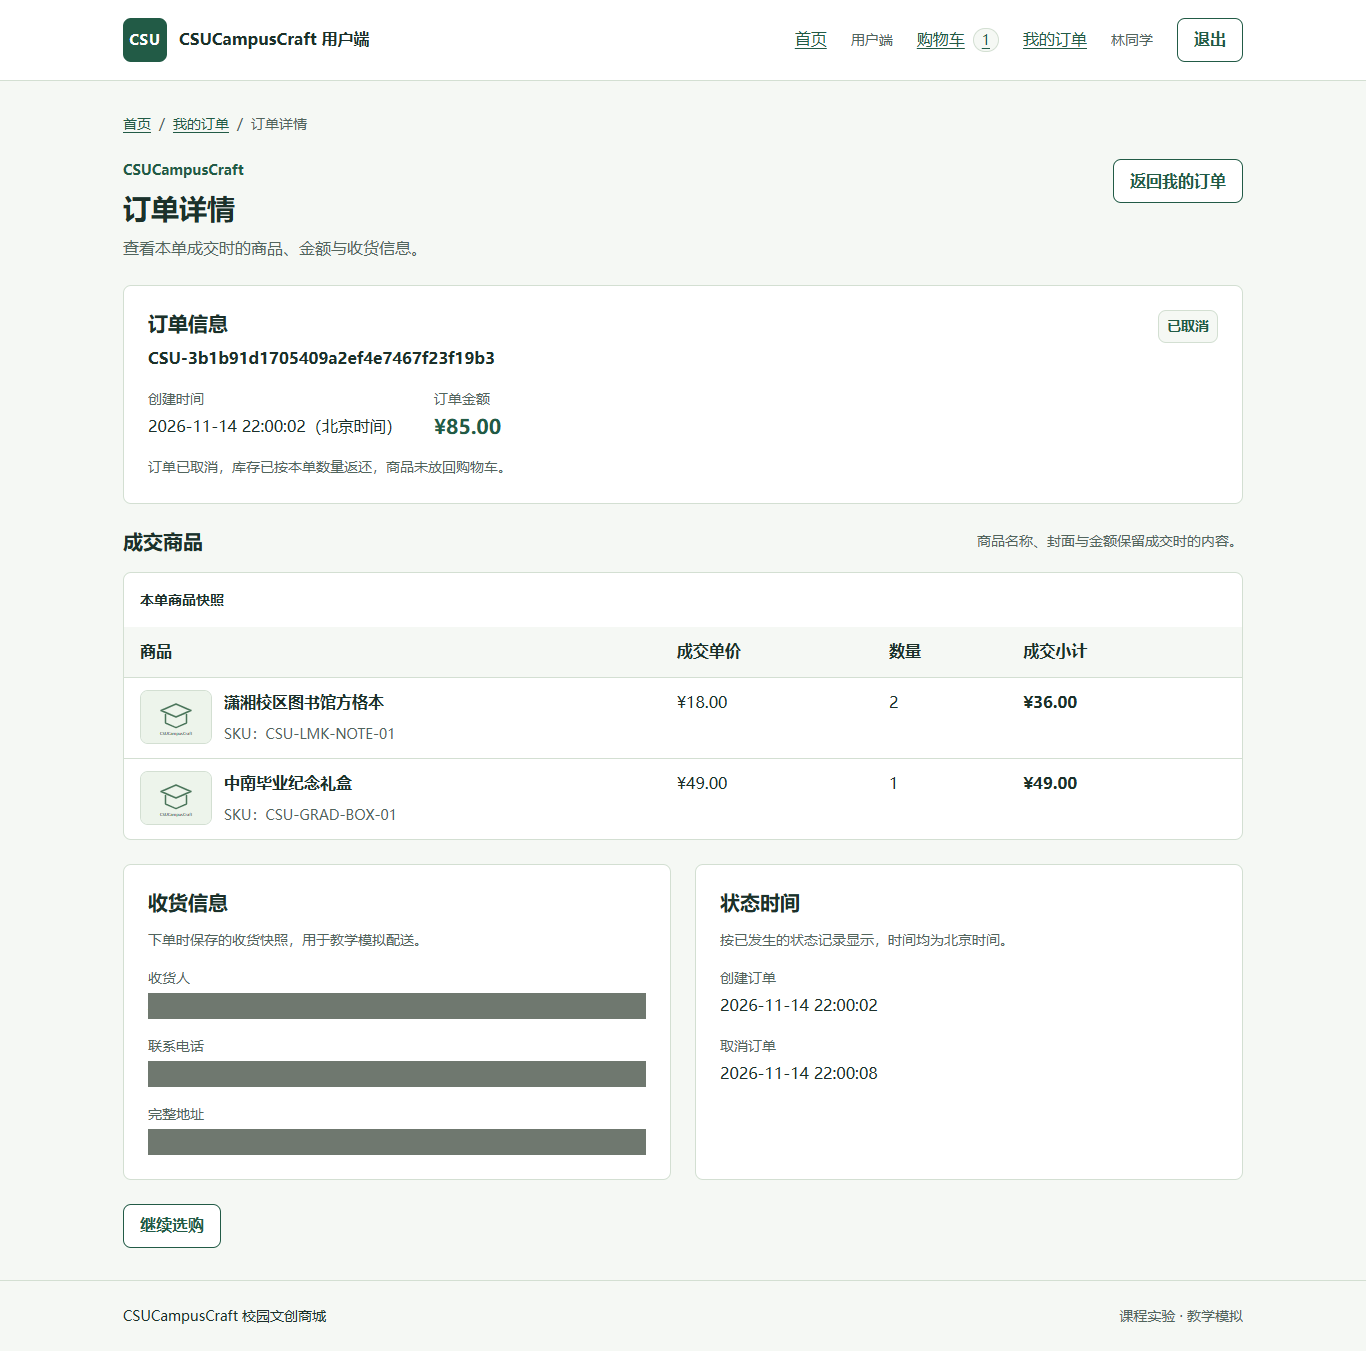 CSU CSUCampusCraft 用户端 首页 用户端 购物车 1 我的订单 林同学 退出
首页 / 我的订单 / 订单详情
CSUCampusCraft
返回我的订单
订单详情
查看本单成交时的商品、金额与收货信息。
订单信息
已取消
CSU-3b1b91d1705409a2ef4e7467f23f19b3
创建时间 订单金额
2026-11-14 22:00:02（北京时间） ¥85.00
订单已取消，库存已按本单数量返还，商品未放回购物车。
成交商品 商品名称、封面与金额保留成交时的内容。
本单商品快照
商品 成交单价 数量 成交小计
潇湘校区图书馆方格本 ¥18.00 2 ¥36.00
CSUCampusCraft
SKU：CSU-LMK-NOTE-01
中南毕业纪念礼盒 ¥49.00 1 ¥49.00
CSUCampusCraft
SKU：CSU-GRAD-BOX-01
收货信息
下单时保存的收货快照，用于教学模拟配送。
收货人
联系电话
完整地址
状态时间
按已发生的状态记录显示，时间均为北京时间。
创建订单
2026-11-14 22:00:02
取消订单
2026-11-14 22:00:08
继续选购
CSUCampusCraft 校园文创商城 课程实验 · 教学模拟